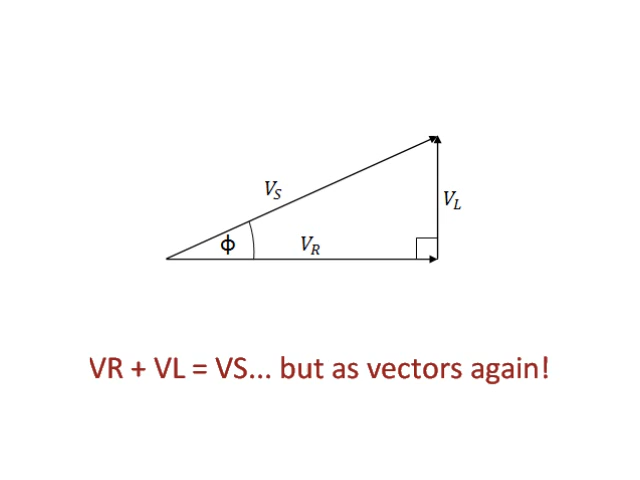 V_S
V_L
ϕ
V_R
VR + VL = VS... but as vectors again!